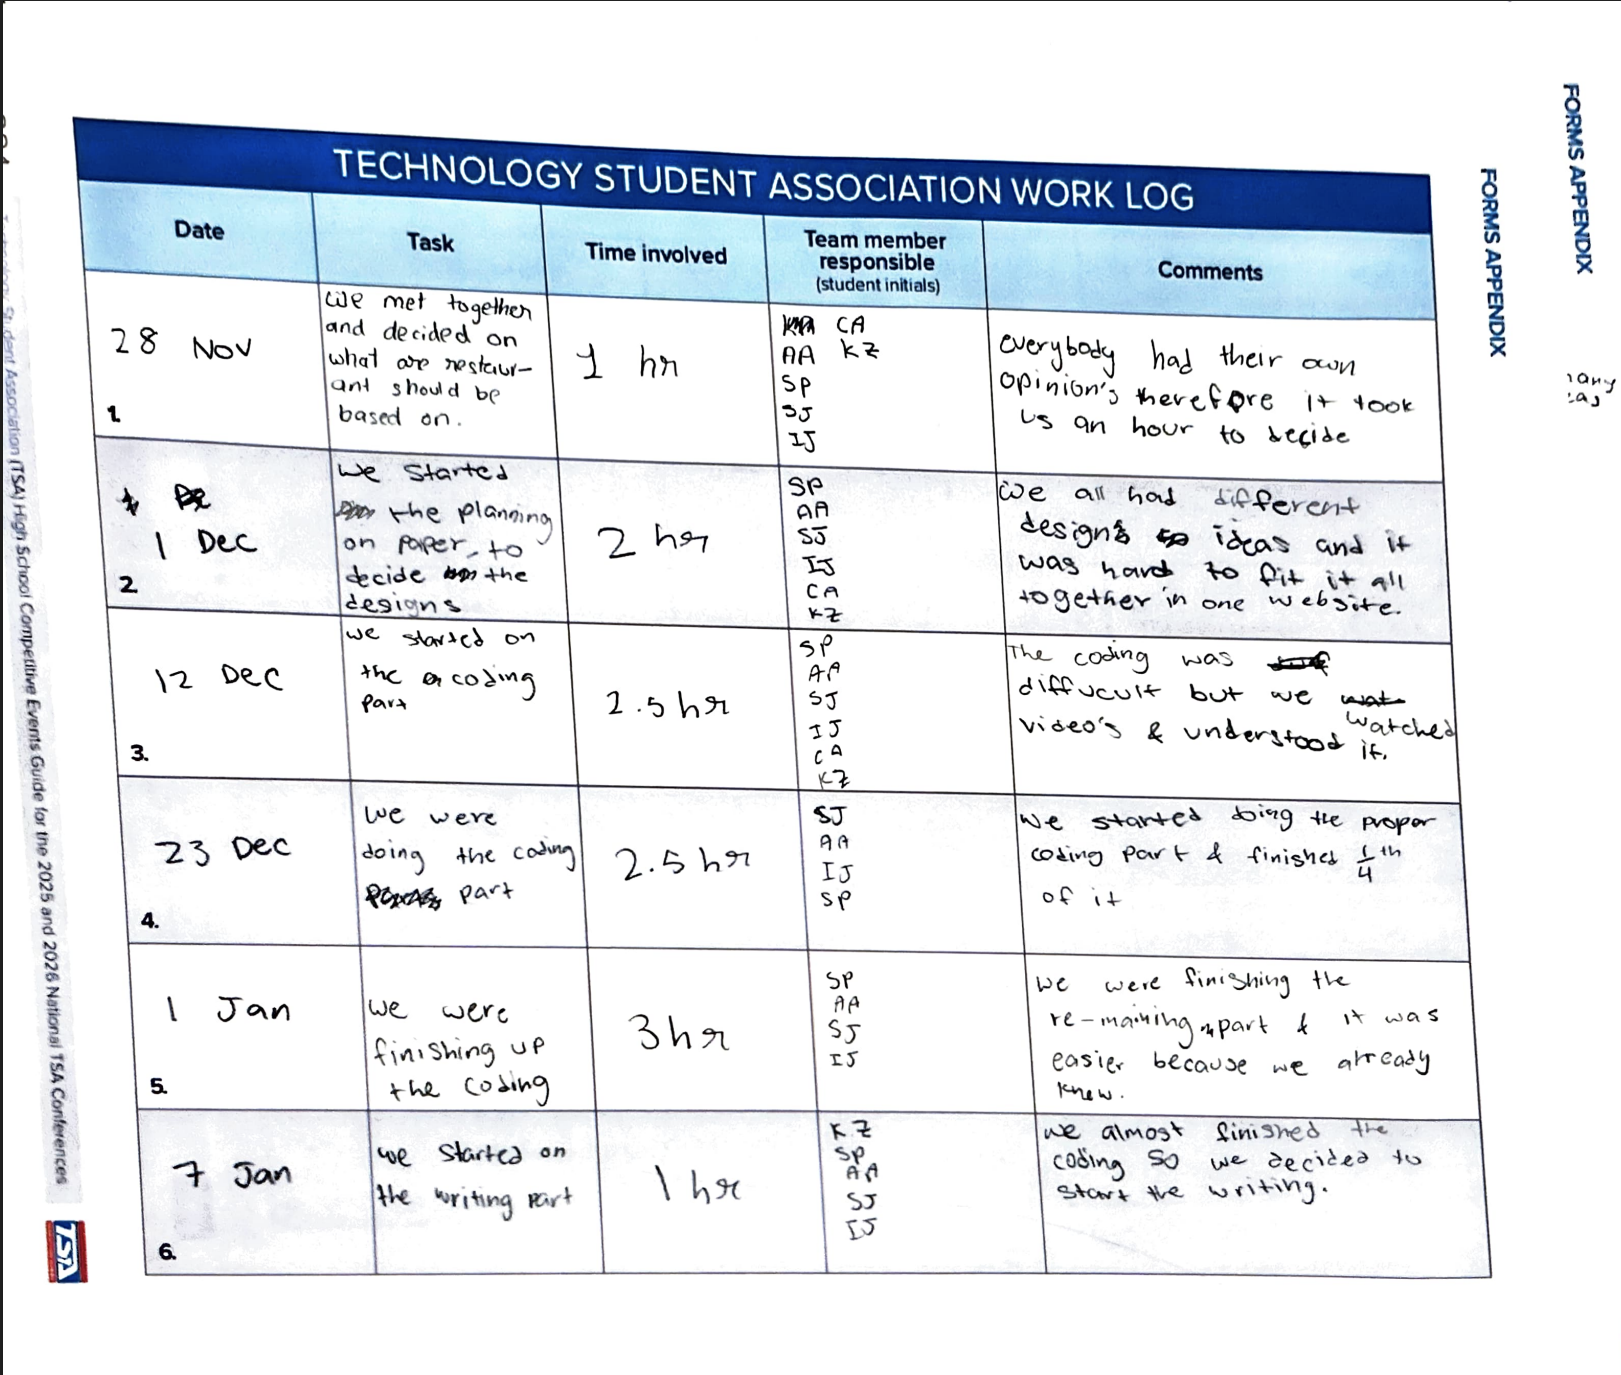 FORMS APPENDIX
FORMS APPENDIX
TECHNOLOGY STUDENT ASSOCIATION WORK LOG
Date
Task
Time involved
Team member
responsible
(student initials)
Comments
28 Nov
1.
we met together
and decided on
what are restaur-
ant should be
based on.
1 hr
CA
AA KZ
SP
SJ
IJ
everybody had their own
opinion's therefore it took
us an hour to decide
1 Dec
2
we started
the planning
on paper, to
decide the
designs
2 hr
SP
AA
SJ
IJ
CA
KZ
we all had different
designs ideas and it
was hard to fit it all
together in one website.
12 Dec
3.
we started on
the coding
part
2.5 hr
SP
AA
SJ
IJ
CA
KZ
The coding was
diffucult but we
watched
video's & understood it.
23 Dec
4.
we were
doing the coding
part
2.5 hr
SJ
AA
IJ
SP
we started doing the propor
coding part & finished 1/4 th
of it
1 Jan
5.
we were
finishing up
the coding
3 hr
SP
AA
SJ
IJ
we were finishing the
re-maining part & it was
easier because we already
knew.
7 Jan
6.
we started on
the writing part
1 hr
KZ
SP
AA
SJ
IJ
we almost finished the
coding so we decided to
start the writing.
Technology Student Association (TSA) High School Competitive Events Guide for the 2025 and 2026 National TSA Conferences
TSA